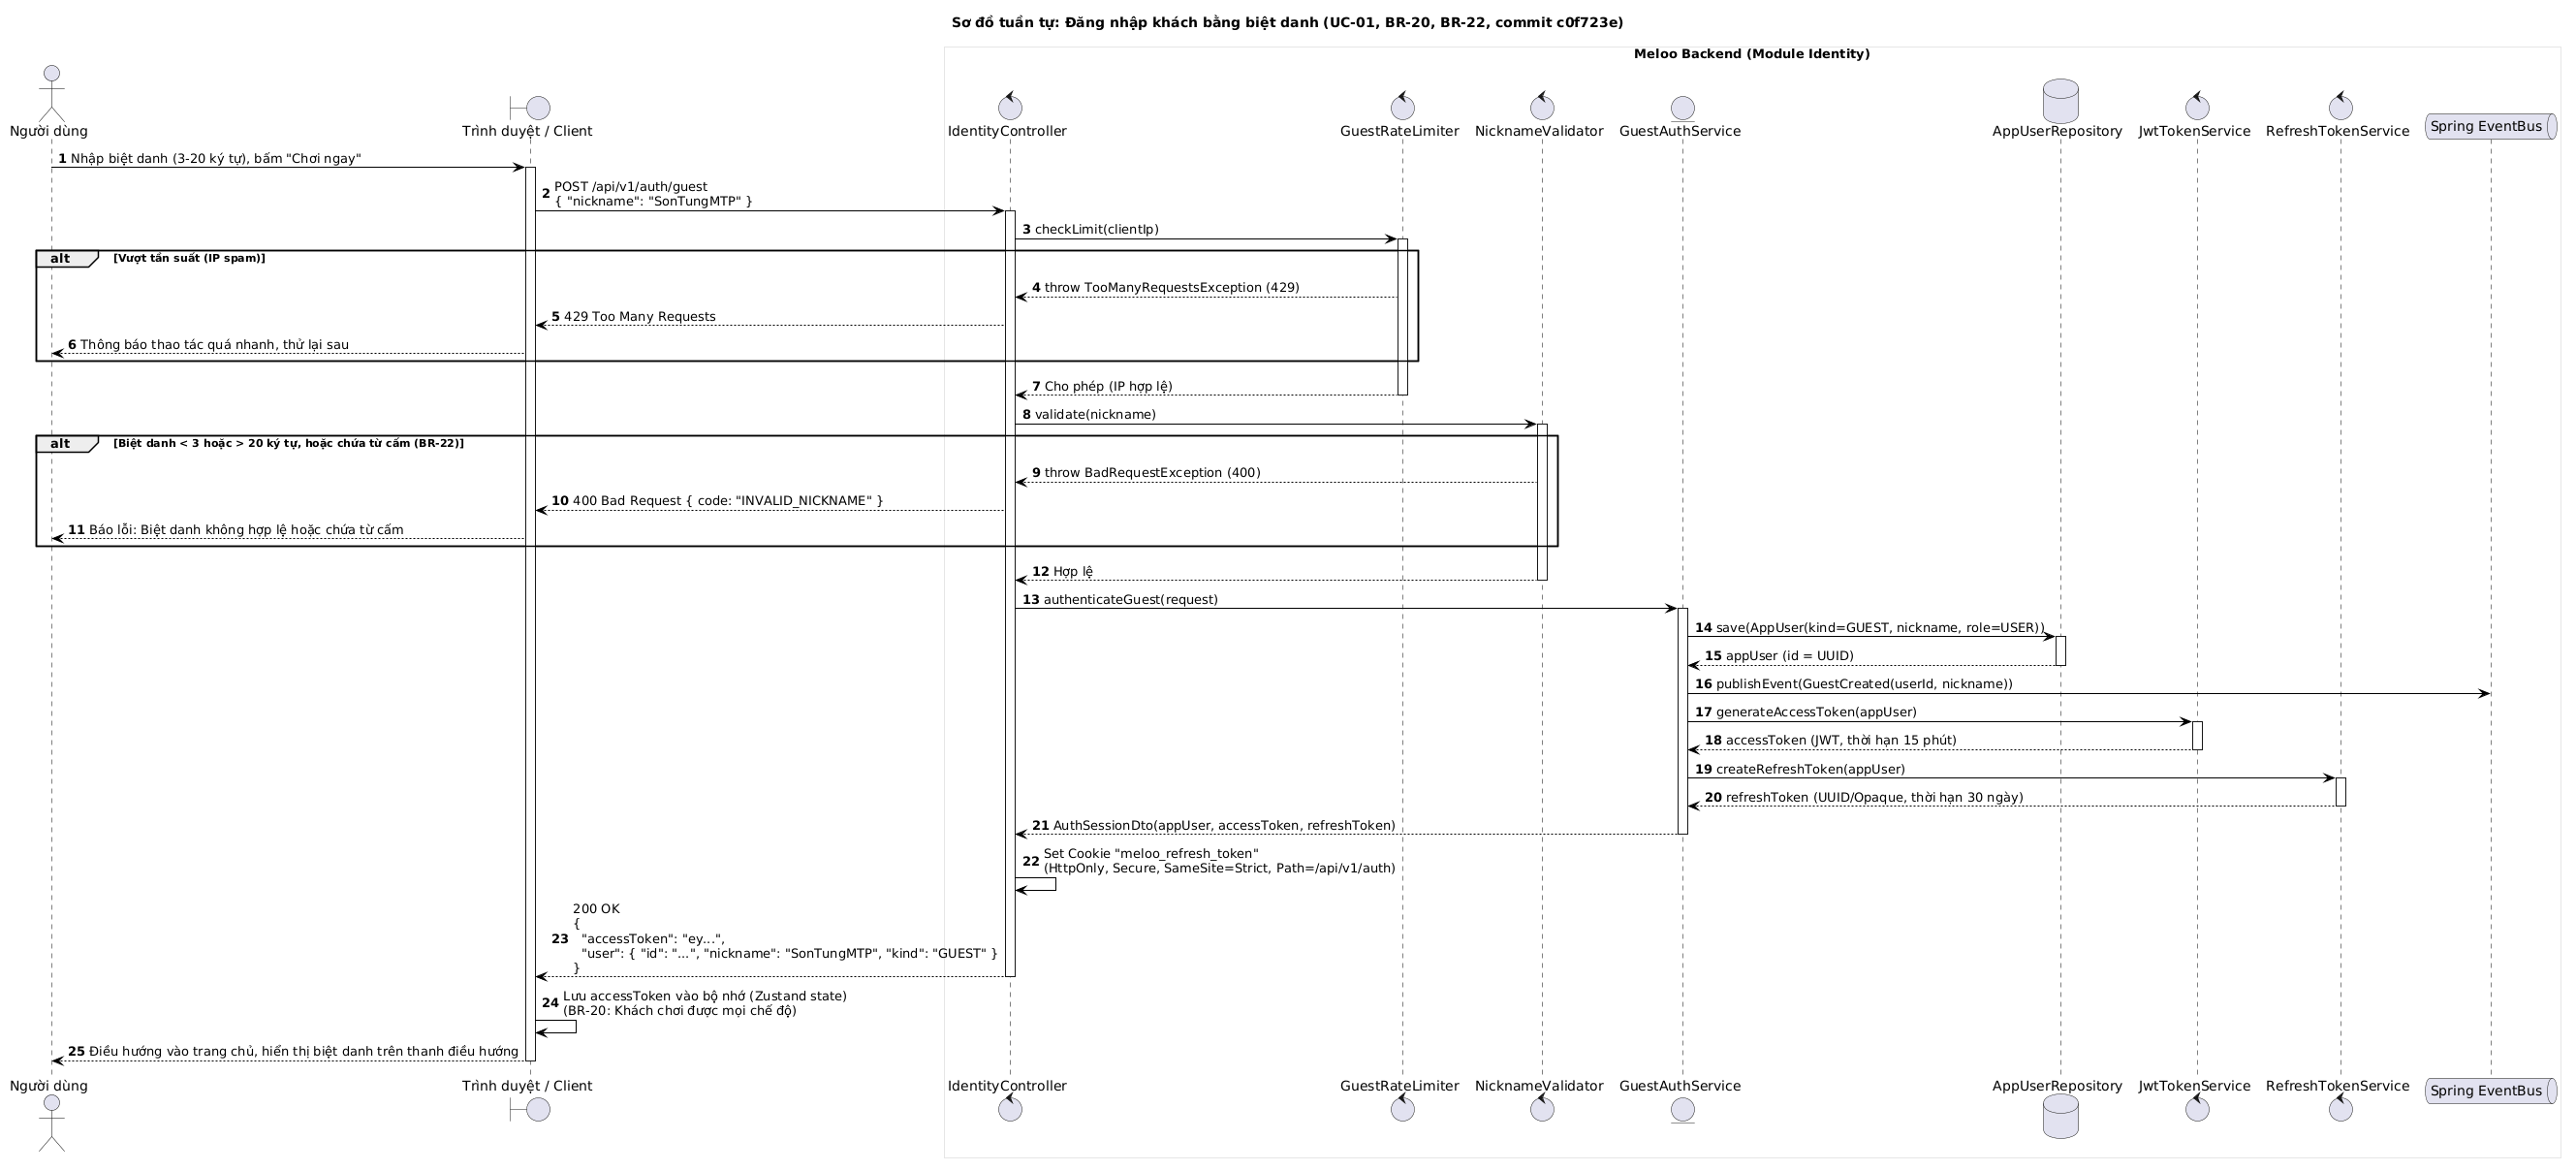 Sơ đồ tuần tự: Đăng nhập khách bằng biệt danh (UC-01, BR-20, BR-22, commit c0f723e)
Meloo Backend (Module Identity)
Người dùng
Trình duyệt / Client
IdentityController
GuestRateLimiter
NicknameValidator
GuestAuthService
AppUserRepository
JwtTokenService
RefreshTokenService
Spring EventBus
1 Nhập biệt danh (3-20 ký tự), bấm "Chơi ngay"
2 POST /api/v1/auth/guest
{ "nickname": "SonTungMTP" }
3 checkLimit(clientIp)
alt [Vượt tần suất (IP spam)]
4 throw TooManyRequestsException (429)
5 429 Too Many Requests
6 Thông báo thao tác quá nhanh, thử lại sau
7 Cho phép (IP hợp lệ)
8 validate(nickname)
alt [Biệt danh < 3 hoặc > 20 ký tự, hoặc chứa từ cấm (BR-22)]
9 throw BadRequestException (400)
10 400 Bad Request { code: "INVALID_NICKNAME" }
11 Báo lỗi: Biệt danh không hợp lệ hoặc chứa từ cấm
12 Hợp lệ
13 authenticateGuest(request)
14 save(AppUser(kind=GUEST, nickname, role=USER))
15 appUser (id = UUID)
16 publishEvent(GuestCreated(userId, nickname))
17 generateAccessToken(appUser)
18 accessToken (JWT, thời hạn 15 phút)
19 createRefreshToken(appUser)
20 refreshToken (UUID/Opaque, thời hạn 30 ngày)
21 AuthSessionDto(appUser, accessToken, refreshToken)
22 Set Cookie "meloo_refresh_token"
(HttpOnly, Secure, SameSite=Strict, Path=/api/v1/auth)
200 OK
{
23 "accessToken": "ey...",
"user": { "id": "...", "nickname": "SonTungMTP", "kind": "GUEST" }
}
24 Lưu accessToken vào bộ nhớ (Zustand state)
(BR-20: Khách chơi được mọi chế độ)
25 Điều hướng vào trang chủ, hiển thị biệt danh trên thanh điều hướng
Người dùng
Trình duyệt / Client
IdentityController
GuestRateLimiter
NicknameValidator
GuestAuthService
AppUserRepository
JwtTokenService
RefreshTokenService
Spring EventBus